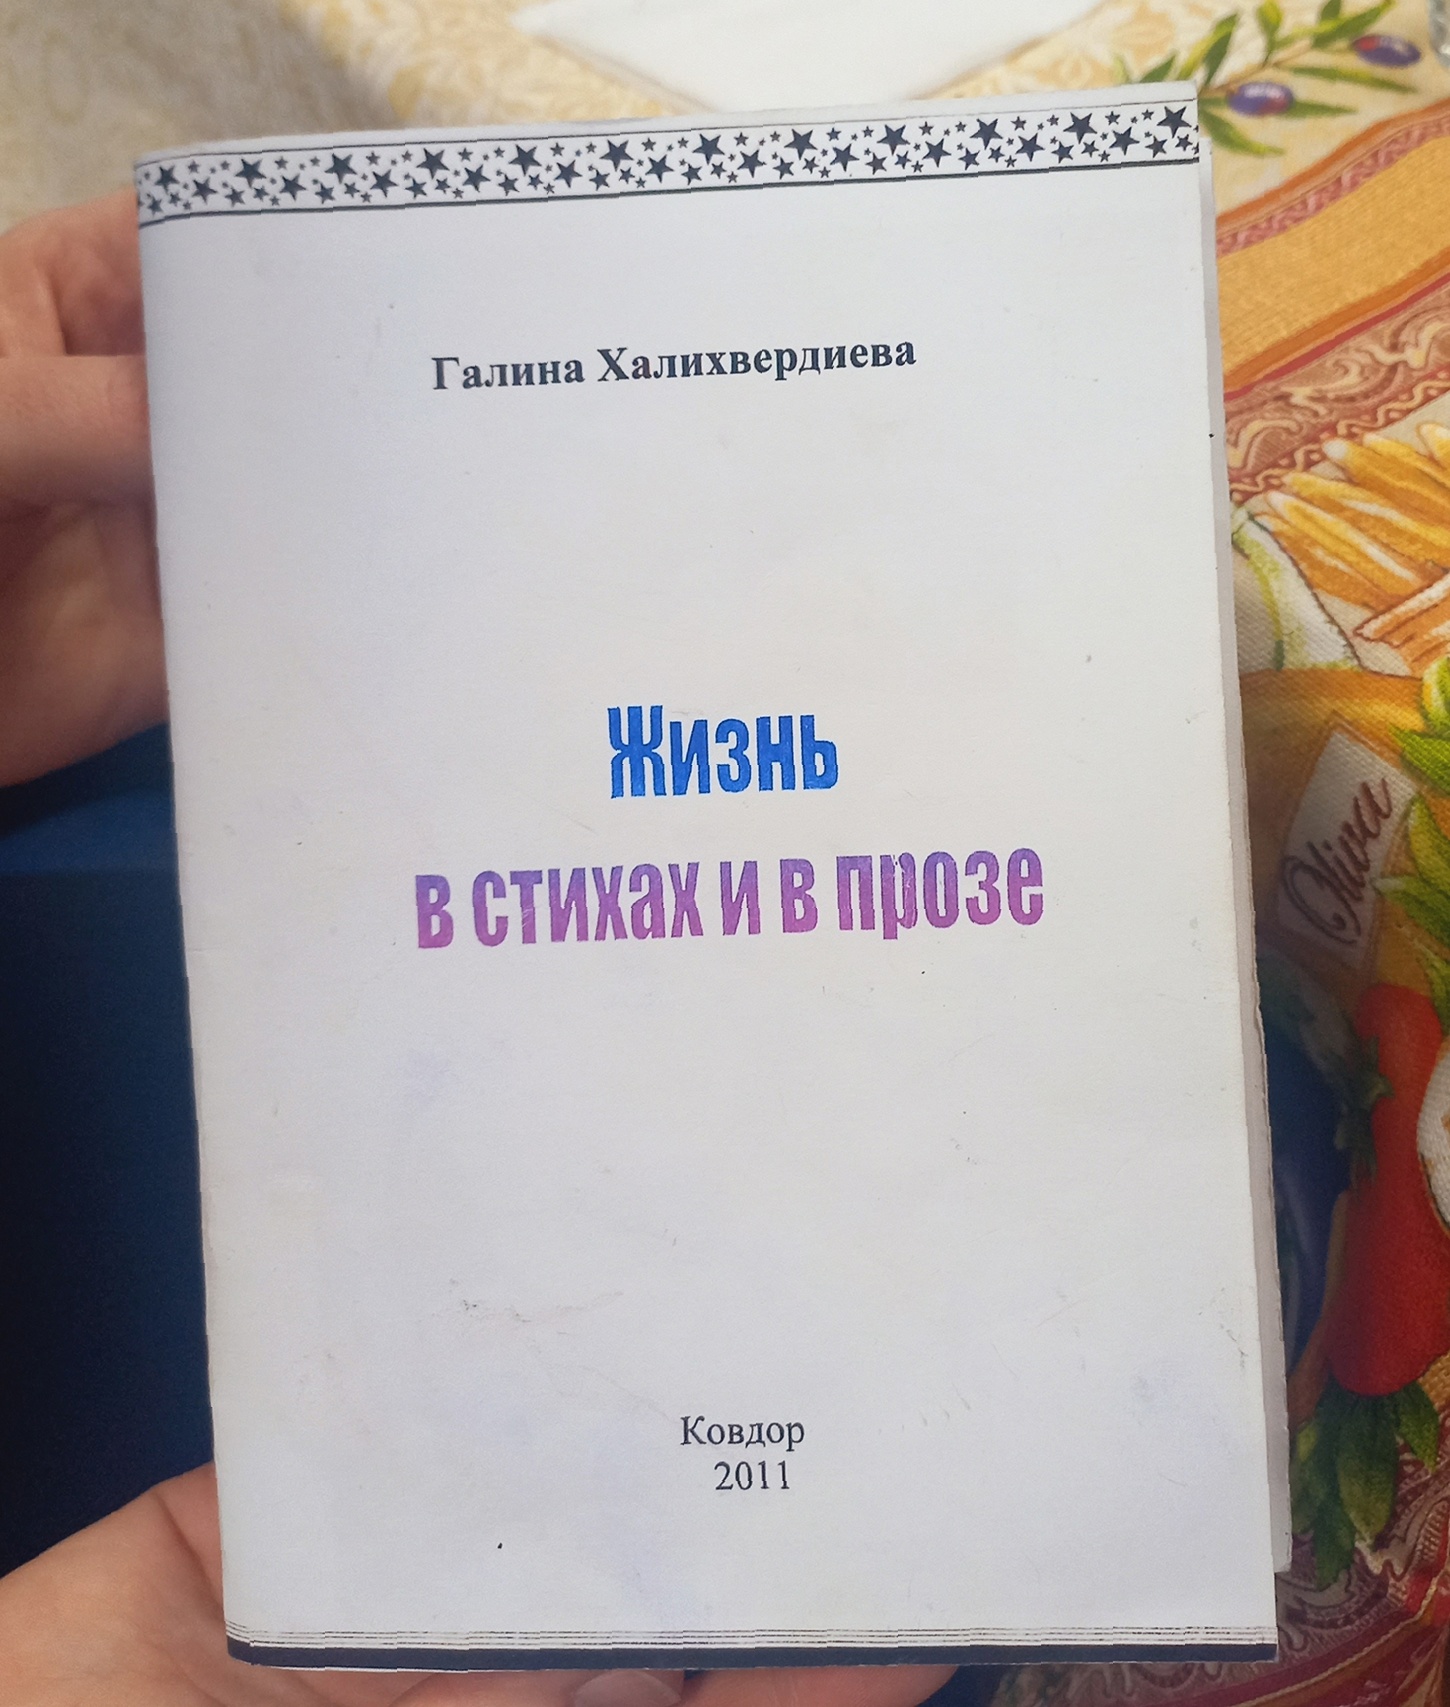 Галина Халихвердиева
Жизнь
в стихах и в прозе
Ковдор
2011